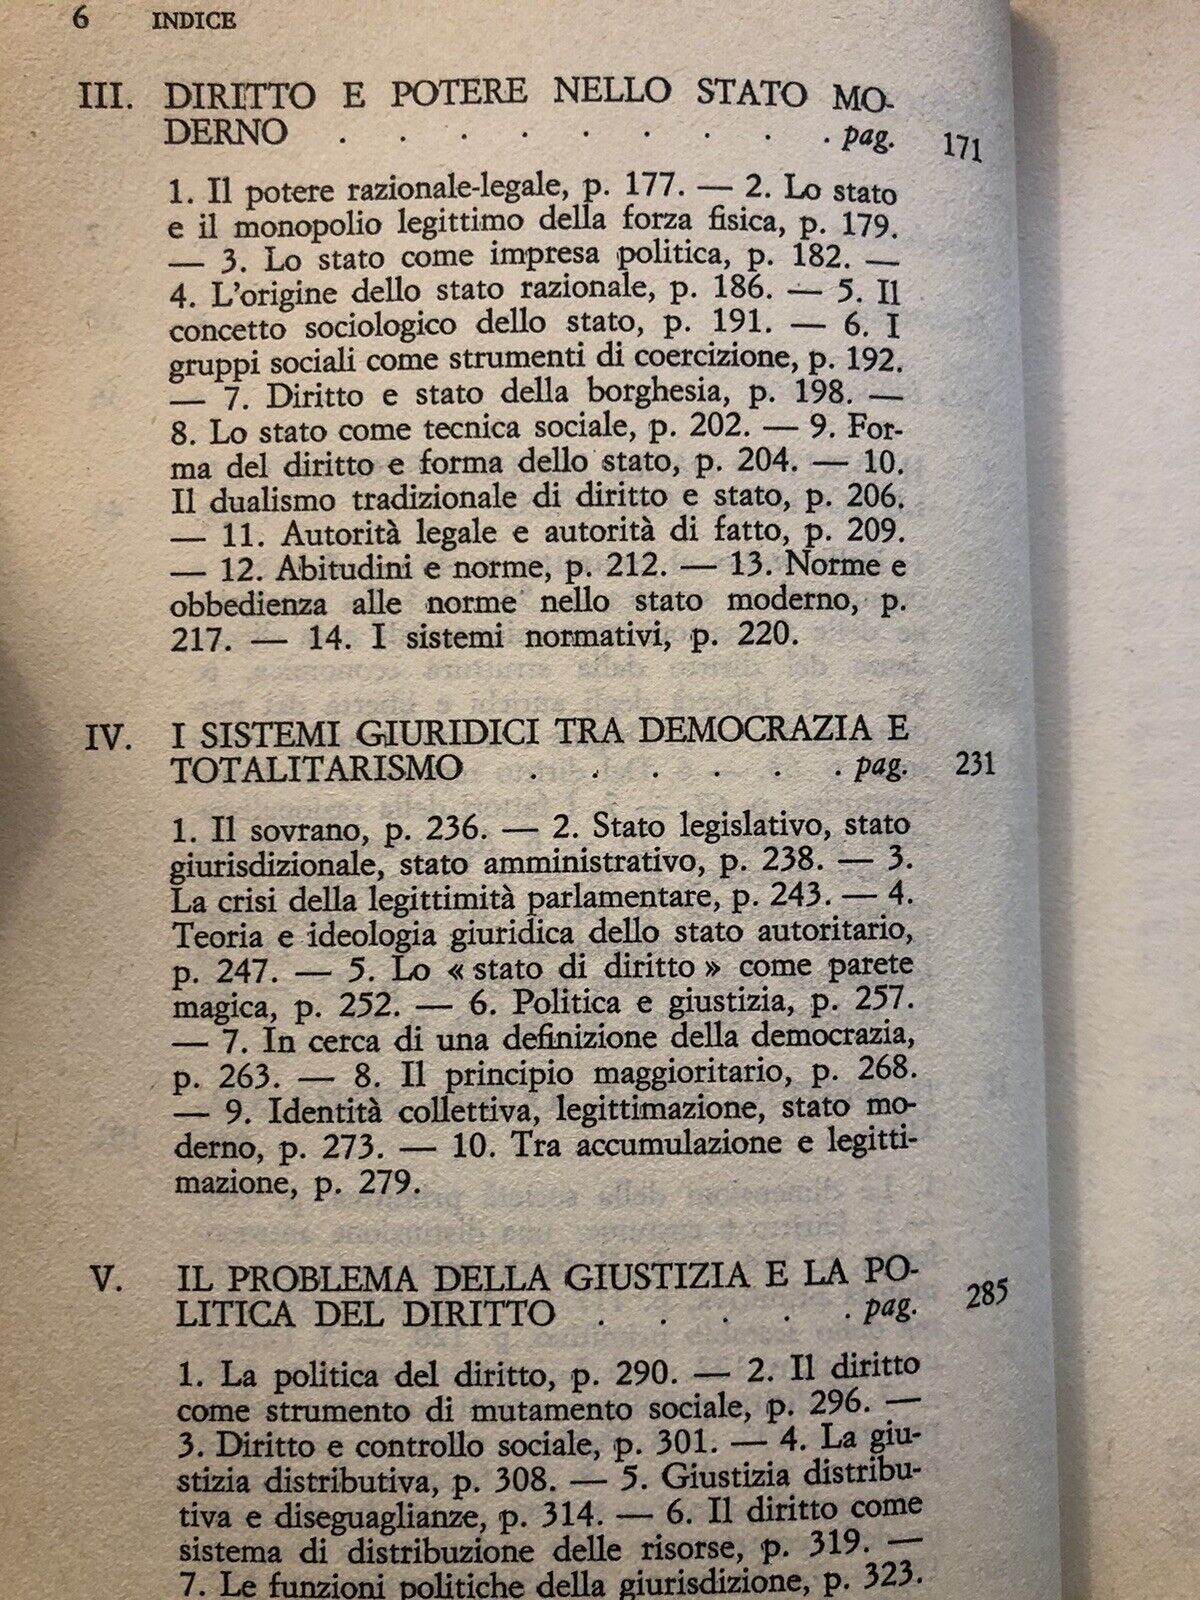 6 INDICE
III. DIRITTO E POTERE NELLO STATO MO-
DERNO . . . . . . . . . pag. 171
1. Il potere razionale-legale, p. 177. — 2. Lo stato
e il monopolio legittimo della forza fisica, p. 179.
— 3. Lo stato come impresa politica, p. 182. —
4. L'origine dello stato razionale, p. 186. — 5. Il
concetto sociologico dello stato, p. 191. — 6. I
gruppi sociali come strumenti di coercizione, p. 192.
— 7. Diritto e stato della borghesia, p. 198. —
8. Lo stato come tecnica sociale, p. 202. — 9. For-
ma del diritto e forma dello stato, p. 204. — 10.
Il dualismo tradizionale di diritto e stato, p. 206.
— 11. Autorità legale e autorità di fatto, p. 209.
— 12. Abitudini e norme, p. 212. — 13. Norme e
obbedienza alle norme nello stato moderno, p.
217. — 14. I sistemi normativi, p. 220.
IV. I SISTEMI GIURIDICI TRA DEMOCRAZIA E
TOTALITARISMO . . . . . . pag. 231
1. Il sovrano, p. 236. — 2. Stato legislativo, stato
giurisdizionale, stato amministrativo, p. 238. — 3.
La crisi della legittimità parlamentare, p. 243. — 4.
Teoria e ideologia giuridica dello stato autoritario,
p. 247. — 5. Lo « stato di diritto » come parete
magica, p. 252. — 6. Politica e giustizia, p. 257.
— 7. In cerca di una definizione della democrazia,
p. 263. — 8. Il principio maggioritario, p. 268.
— 9. Identità collettiva, legittimazione, stato mo-
derno, p. 273. — 10. Tra accumulazione e legitti-
mazione, p. 279.
V. IL PROBLEMA DELLA GIUSTIZIA E LA PO-
LITICA DEL DIRITTO . . . . . pag. 285
1. La politica del diritto, p. 290. — 2. Il diritto
come strumento di mutamento sociale, p. 296. —
3. Diritto e controllo sociale, p. 301. — 4. La giu-
stizia distributiva, p. 308. — 5. Giustizia distribu-
tiva e diseguaglianze, p. 314. — 6. Il diritto come
sistema di distribuzione delle risorse, p. 319. —
7. Le funzioni politiche della giurisdizione, p. 323.